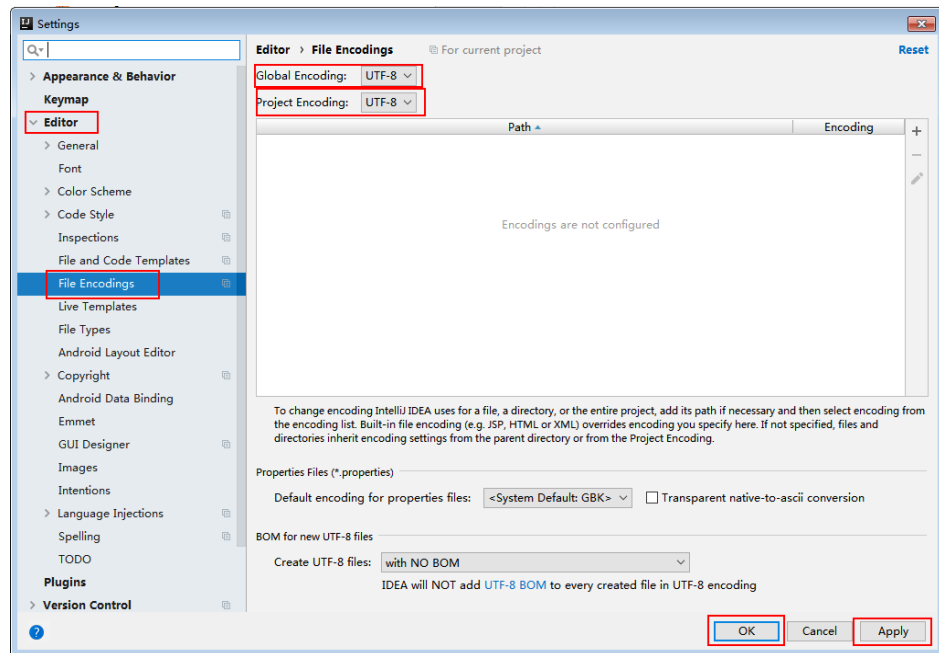 Settings
Editor › File Encodings For current project Reset
Appearance & Behavior
Global Encoding: UTF-8
Keymap
Project Encoding: UTF-8
Editor
Path Encoding
General
Font
Color Scheme
Code Style
Encodings are not configured
Inspections
File and Code Templates
File Encodings
Live Templates
File Types
Android Layout Editor
Copyright
Android Data Binding
Emmet
GUI Designer
Images
Intentions
Language Injections
Spelling
TODO
Plugins
Version Control
To change encoding IntelliJ IDEA uses for a file, a directory, or the entire project, add its path if necessary and then select encoding from
the encoding list. Built-in file encoding (e.g. JSP, HTML or XML) overrides encoding you specify here. If not specified, files and
directories inherit encoding settings from the parent directory or from the Project Encoding.
Properties Files (*.properties)
Default encoding for properties files: <System Default: GBK> Transparent native-to-ascii conversion
BOM for new UTF-8 files
Create UTF-8 files: with NO BOM
IDEA will NOT add UTF-8 BOM to every created file in UTF-8 encoding
? OK Cancel Apply